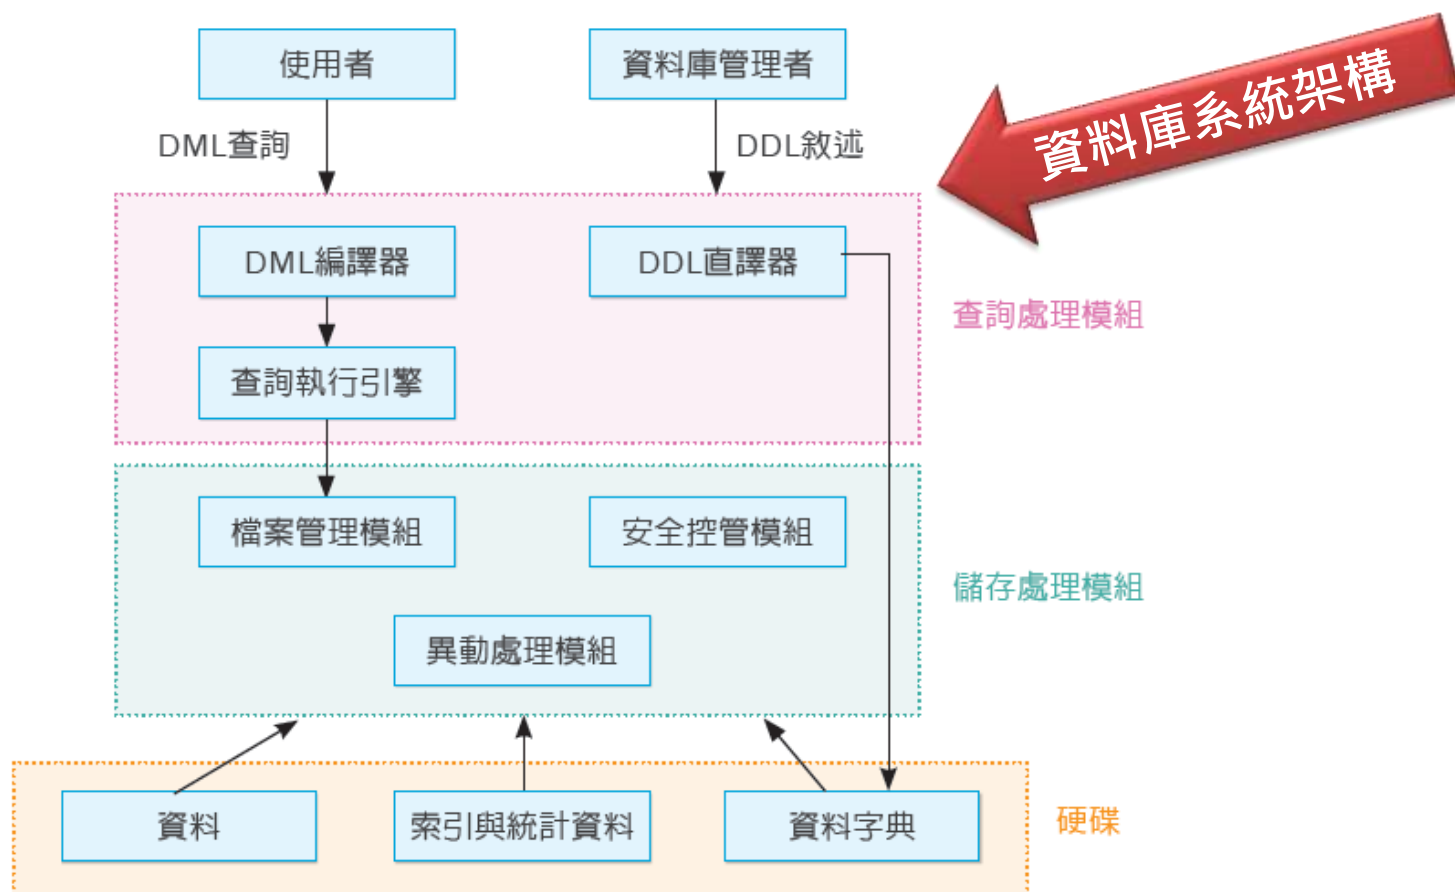 使用者
資料庫管理者
資料庫系統架構
DML查詢
DDL敘述
DML編譯器
DDL直譯器
查詢處理模組
查詢執行引擎
檔案管理模組
安全控管模組
儲存處理模組
異動處理模組
資料
索引與統計資料
資料字典
硬碟